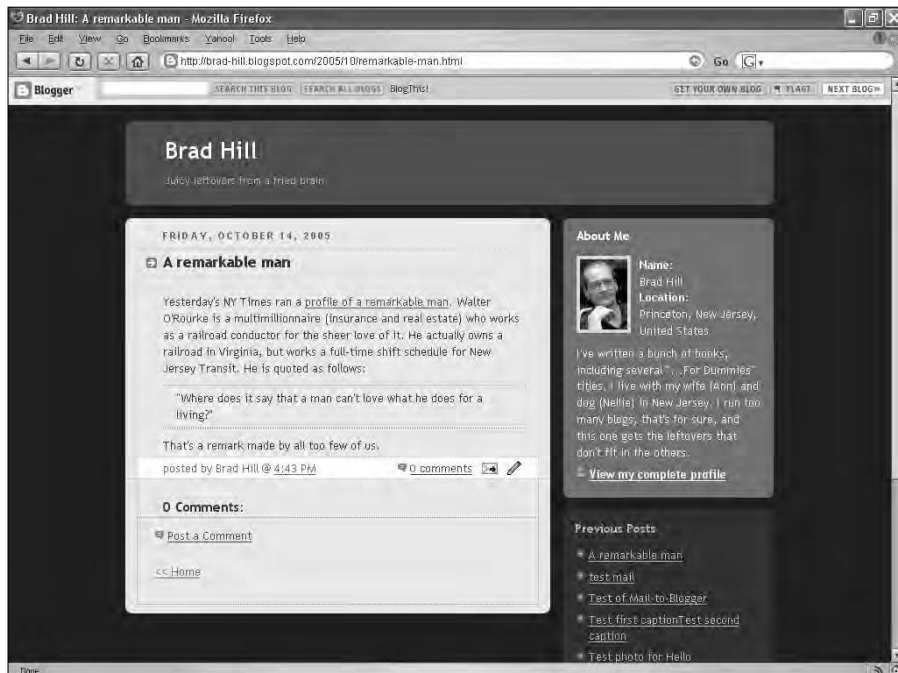 Brad Hill: A remarkable man - Mozilla Firefox
File Edit View Go Bookmarks Yahoo! Tools Help
http://brad-hill.blogspot.com/2005/10/remarkable-man.html
Go
G
Blogger
SEARCH THIS BLOG
SEARCH ALL BLOGS
BlogThis!
GET YOUR OWN BLOG
FLAG?
NEXT BLOG»
Brad Hill
Juicy leftovers from a fried brain
FRIDAY, OCTOBER 14, 2005
A remarkable man
Yesterday's NY Times ran a profile of a remarkable man. Walter
O'Rourke is a multimillionaire (insurance and real estate) who works
as a railroad conductor for the sheer love of it. He actually owns a
railroad in Virginia, but works a full-time shift schedule for New
Jersey Transit. He is quoted as follows:
"Where does it say that a man can't love what he does for a
living?"
That's a remark made by all too few of us.
posted by Brad Hill @ 4:43 PM
0 comments
0 Comments:
Post a Comment
<< Home
About Me
Name:
Brad Hill
Location:
Princeton, New Jersey,
United States
I've written a bunch of books,
including several "...For Dummies"
titles. I live with my wife (Ann) and
dog (Nellie) in New Jersey. I run too
many blogs, that's for sure, and
this one gets the leftovers that
don't fit in the others.
View my complete profile
Previous Posts
A remarkable man
test mail
Test of Mail-to-Blogger
Test first captionTest second
caption
Test photo for Hello
Done